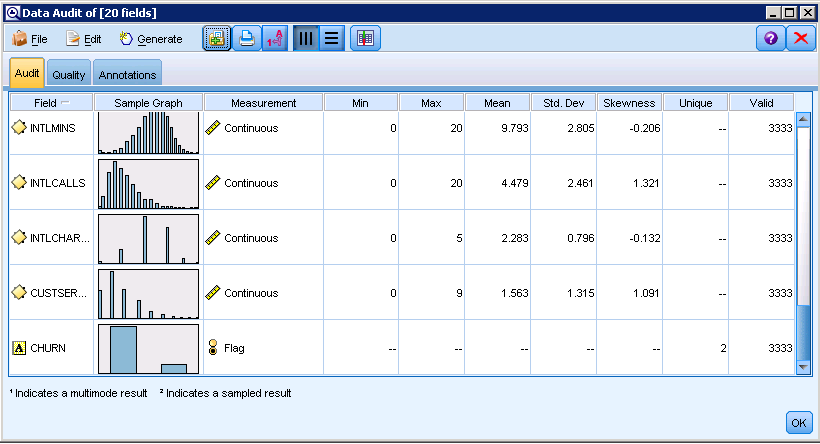 Data Audit of [20 fields]
File Edit Generate
Audit Quality Annotations
Field Sample Graph Measurement Min Max Mean Std. Dev Skewness Unique Valid
INTLMINS Continuous 0 20 9.793 2.805 -0.206 -- 3333
INTLCALLS Continuous 0 20 4.479 2.461 1.321 -- 3333
INTLCHAR... Continuous 0 5 2.283 0.796 -0.132 -- 3333
CUSTSER... Continuous 0 9 1.563 1.315 1.091 -- 3333
A CHURN Flag -- -- -- -- -- 2 3333
¹ Indicates a multimode result ² Indicates a sampled result
OK